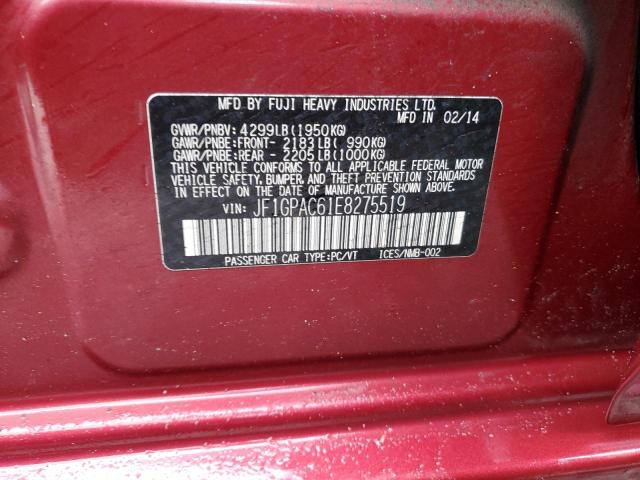 MFD BY FUJI HEAVY INDUSTRIES LTD.
MFD IN 02/14
GVWR/PNBV: 4299LB(1950KG)
GAWR/PNBE:FRONT- 2183LB( 990KG)
GAWR/PNBE:REAR - 2205LB(1000KG)
THIS VEHICLE CONFORMS TO ALL APPLICABLE FEDERAL MOTOR
VEHICLE SAFETY, BUMPER, AND THEFT PREVENTION STANDARDS
IN EFFECT ON THE DATE OF MANUFACTURE SHOWN ABOVE.
VIN: JF1GPAC61E8275519
PASSENGER CAR TYPE:PC/VT ICES/NMB-002